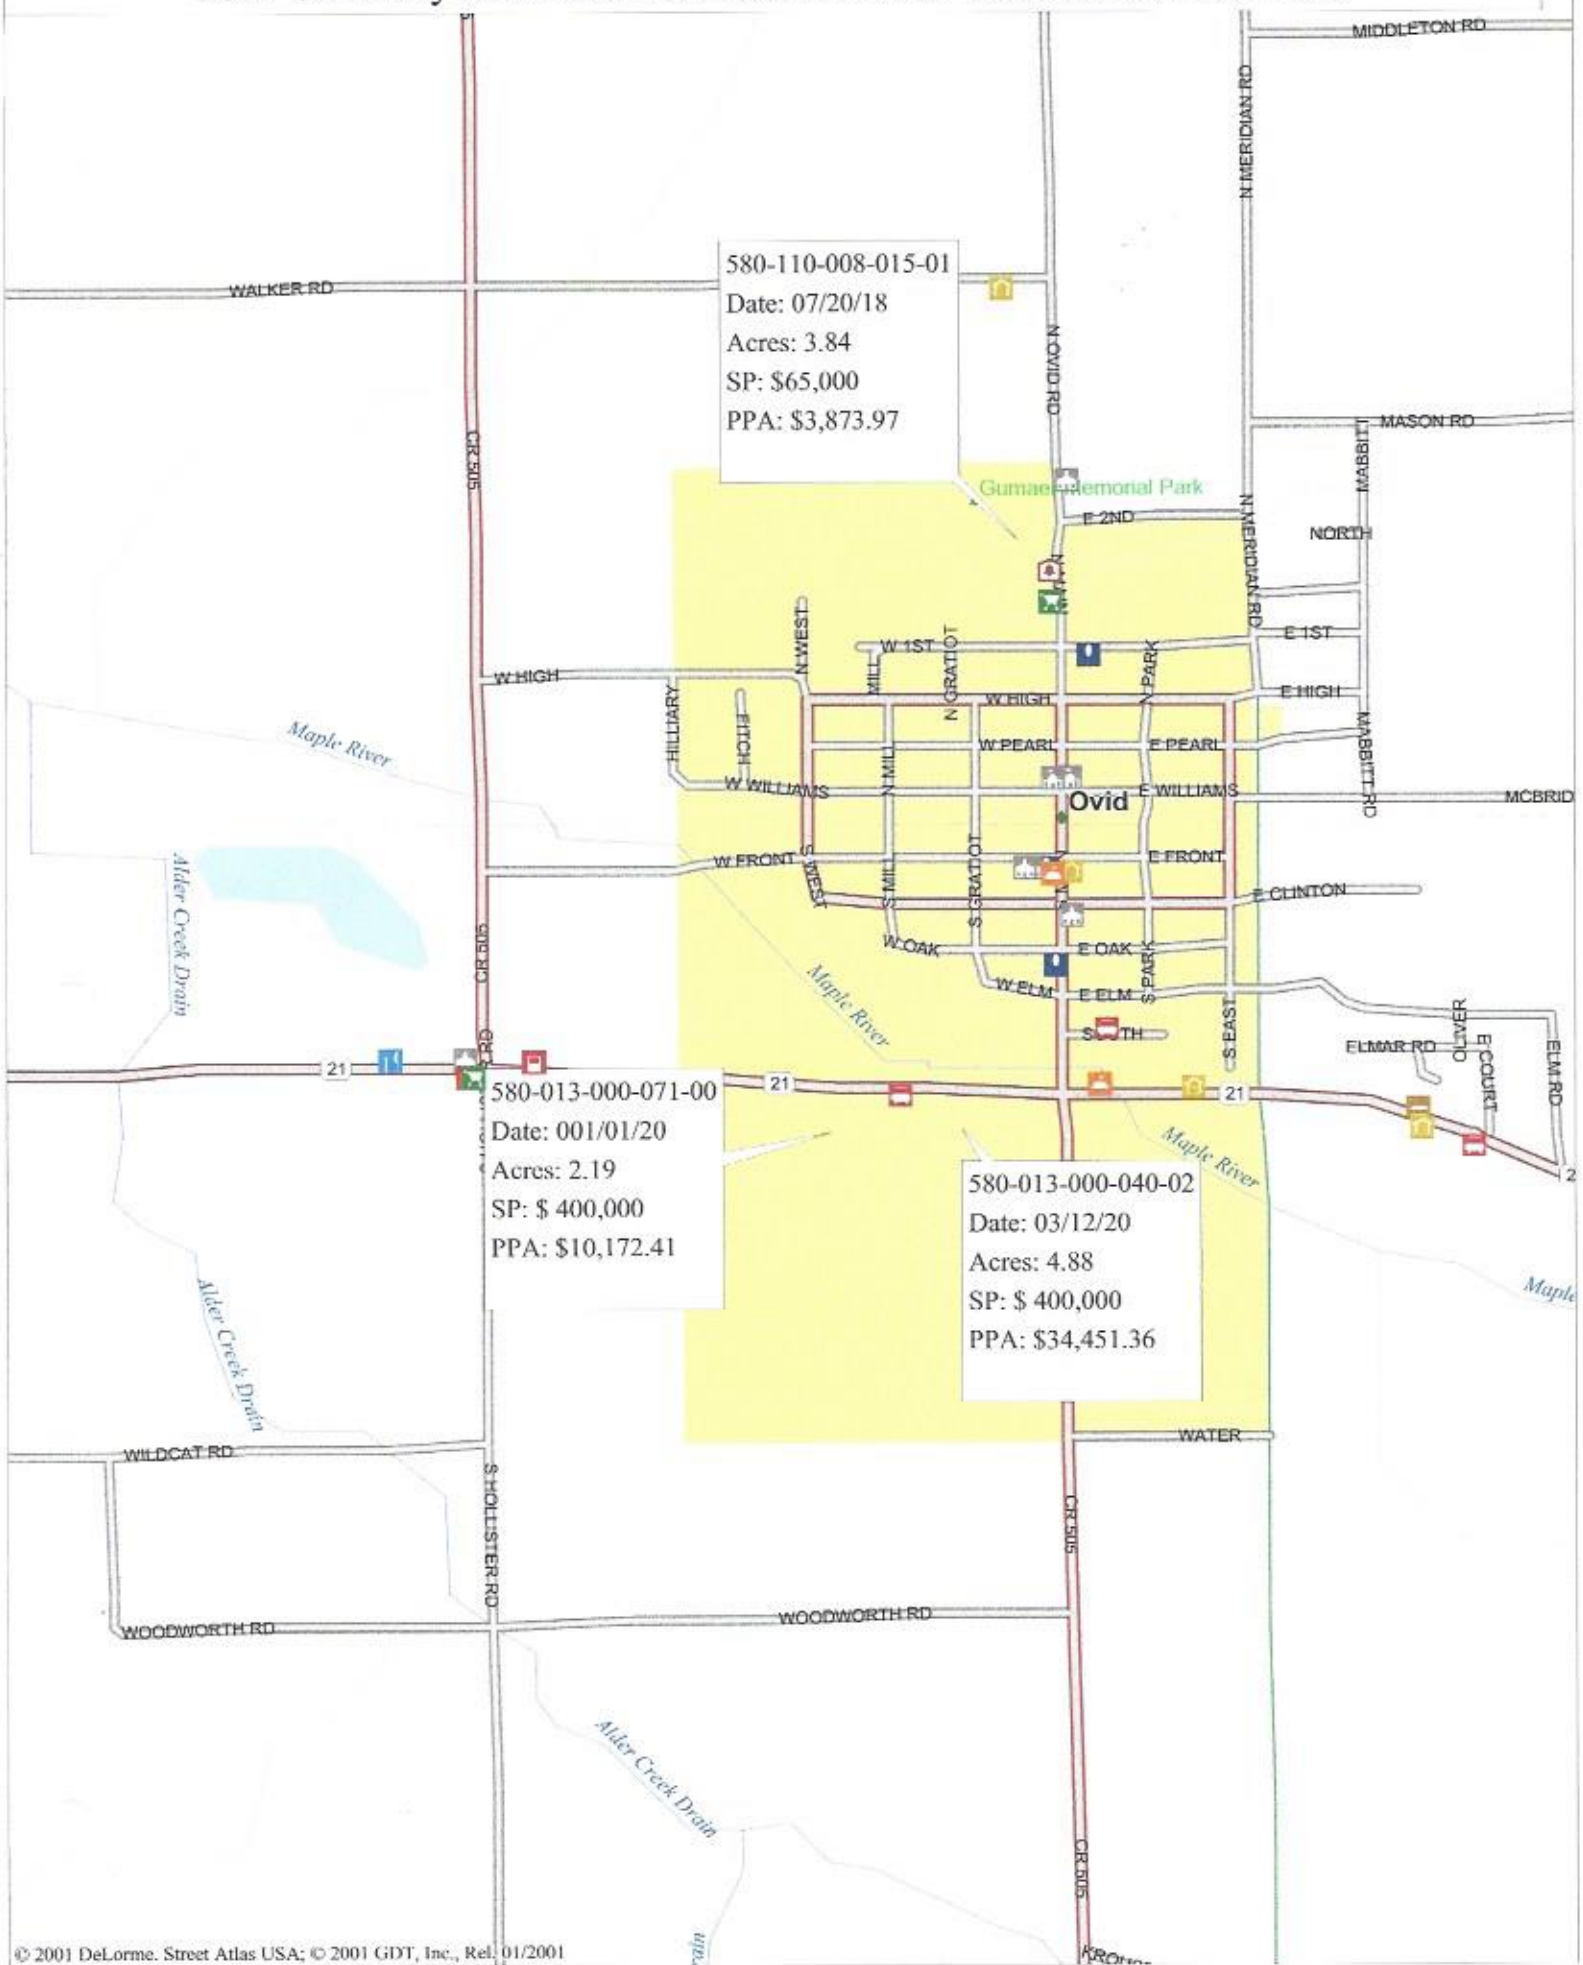 MIDDLETON RD
N MERIDIAN RD
580-110-008-015-01
Date: 07/20/18
Acres: 3.84
SP: $65,000
PPA: $3,873.97
WALKER RD
N OVID RD
CR 505
MASON RD
MABBITT
Gumaer Memorial Park
E 2ND
N MERIDIAN RD
NORTH
N WEST
W 1ST
MILL
N GRATIOT
N PARK
E 1ST
W HIGH
HILLIARY
FITCH
W HIGH
E HIGH
Maple River
W PEARL
E PEARL
N MILL
MABBITT RD
W WILLIAMS
E WILLIAMS
Ovid
MCBRID
W FRONT
E FRONT
S WEST
S MILL
S GRATIOT
E CLINTON
Alder Creek Drain
CR 505
W OAK
E OAK
S PARK
W ELM
E ELM
Maple River
SOUTH
S EAST
ELMAR RD
OLIVER
E COURT
ELM RD
21
21
21
2
580-013-000-071-00
Date: 001/01/20
Acres: 2.19
SP: $ 400,000
PPA: $10,172.41
Maple River
580-013-000-040-02
Date: 03/12/20
Acres: 4.88
SP: $ 400,000
PPA: $34,451.36
Alder Creek Drain
Maple
WATER
WILDCAT RD
S HOLLISTER RD
CR 505
WOODWORTH RD
WOODWORTH RD
Alder Creek Drain
CR 505
© 2001 DeLorme. Street Atlas USA; © 2001 GDT, Inc., Rel. 01/2001
rain